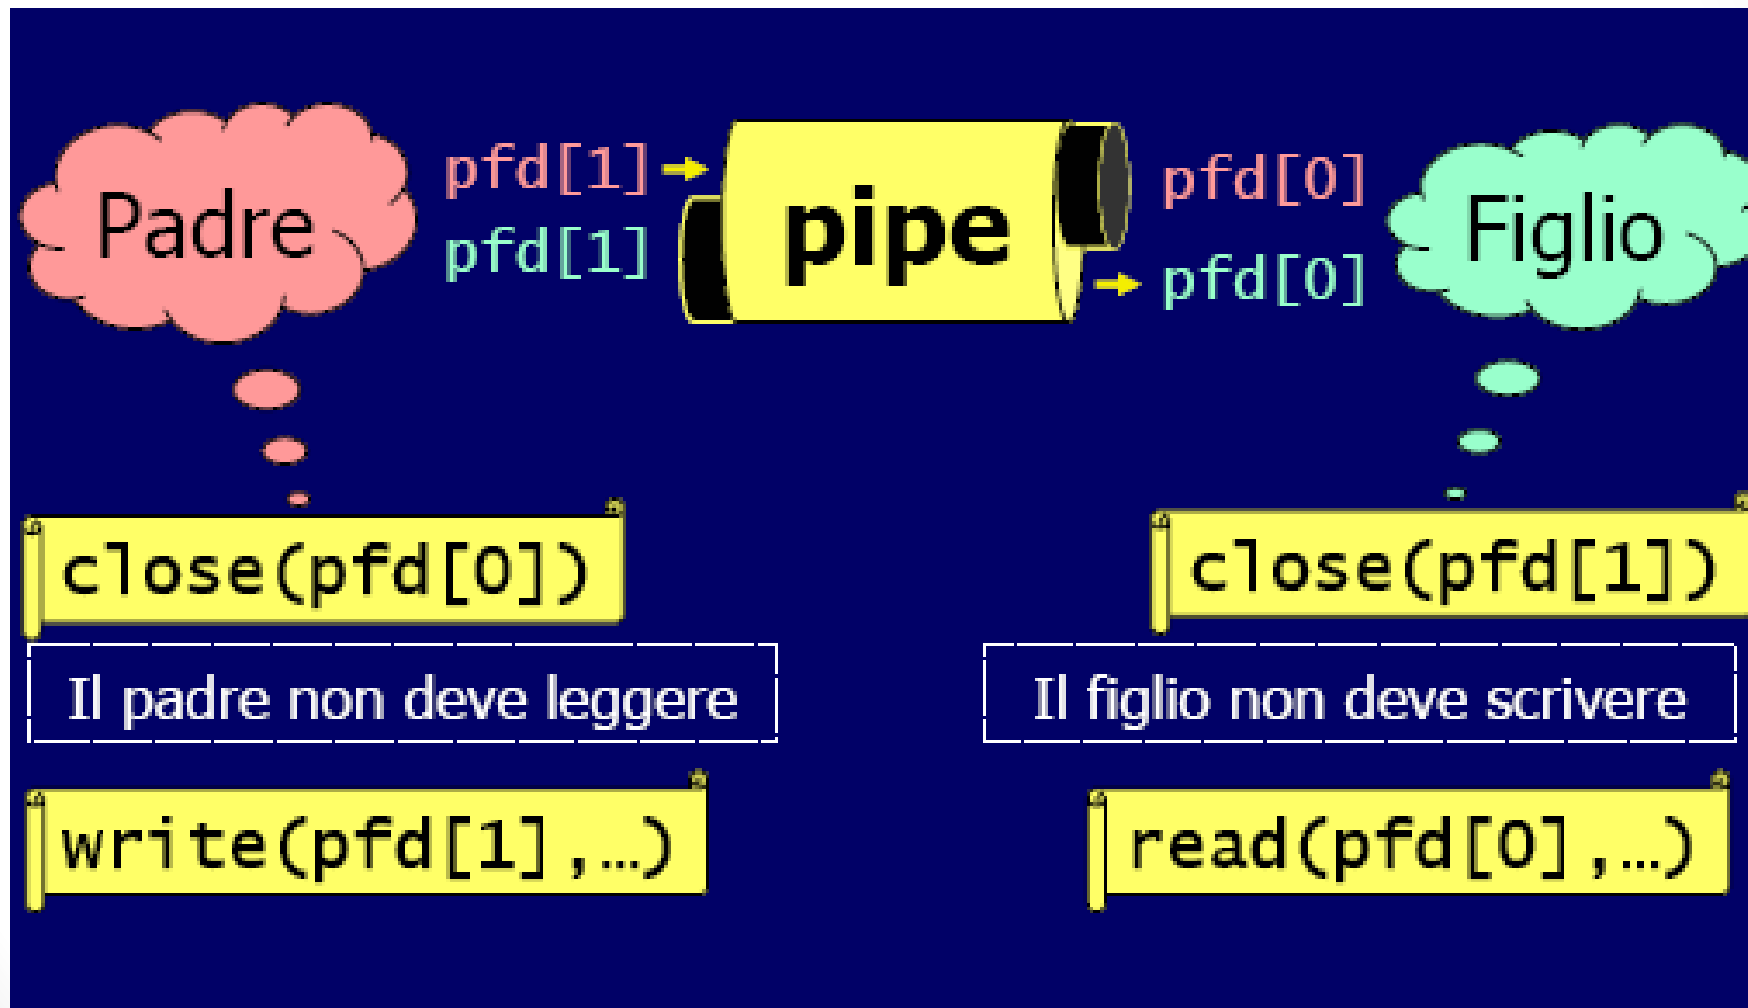 Padre
pfd[1]
pfd[1]
pipe
pfd[0]
pfd[0]
Figlio
close(pfd[0])
close(pfd[1])
Il padre non deve leggere
Il figlio non deve scrivere
write(pfd[1],…)
read(pfd[0],…)